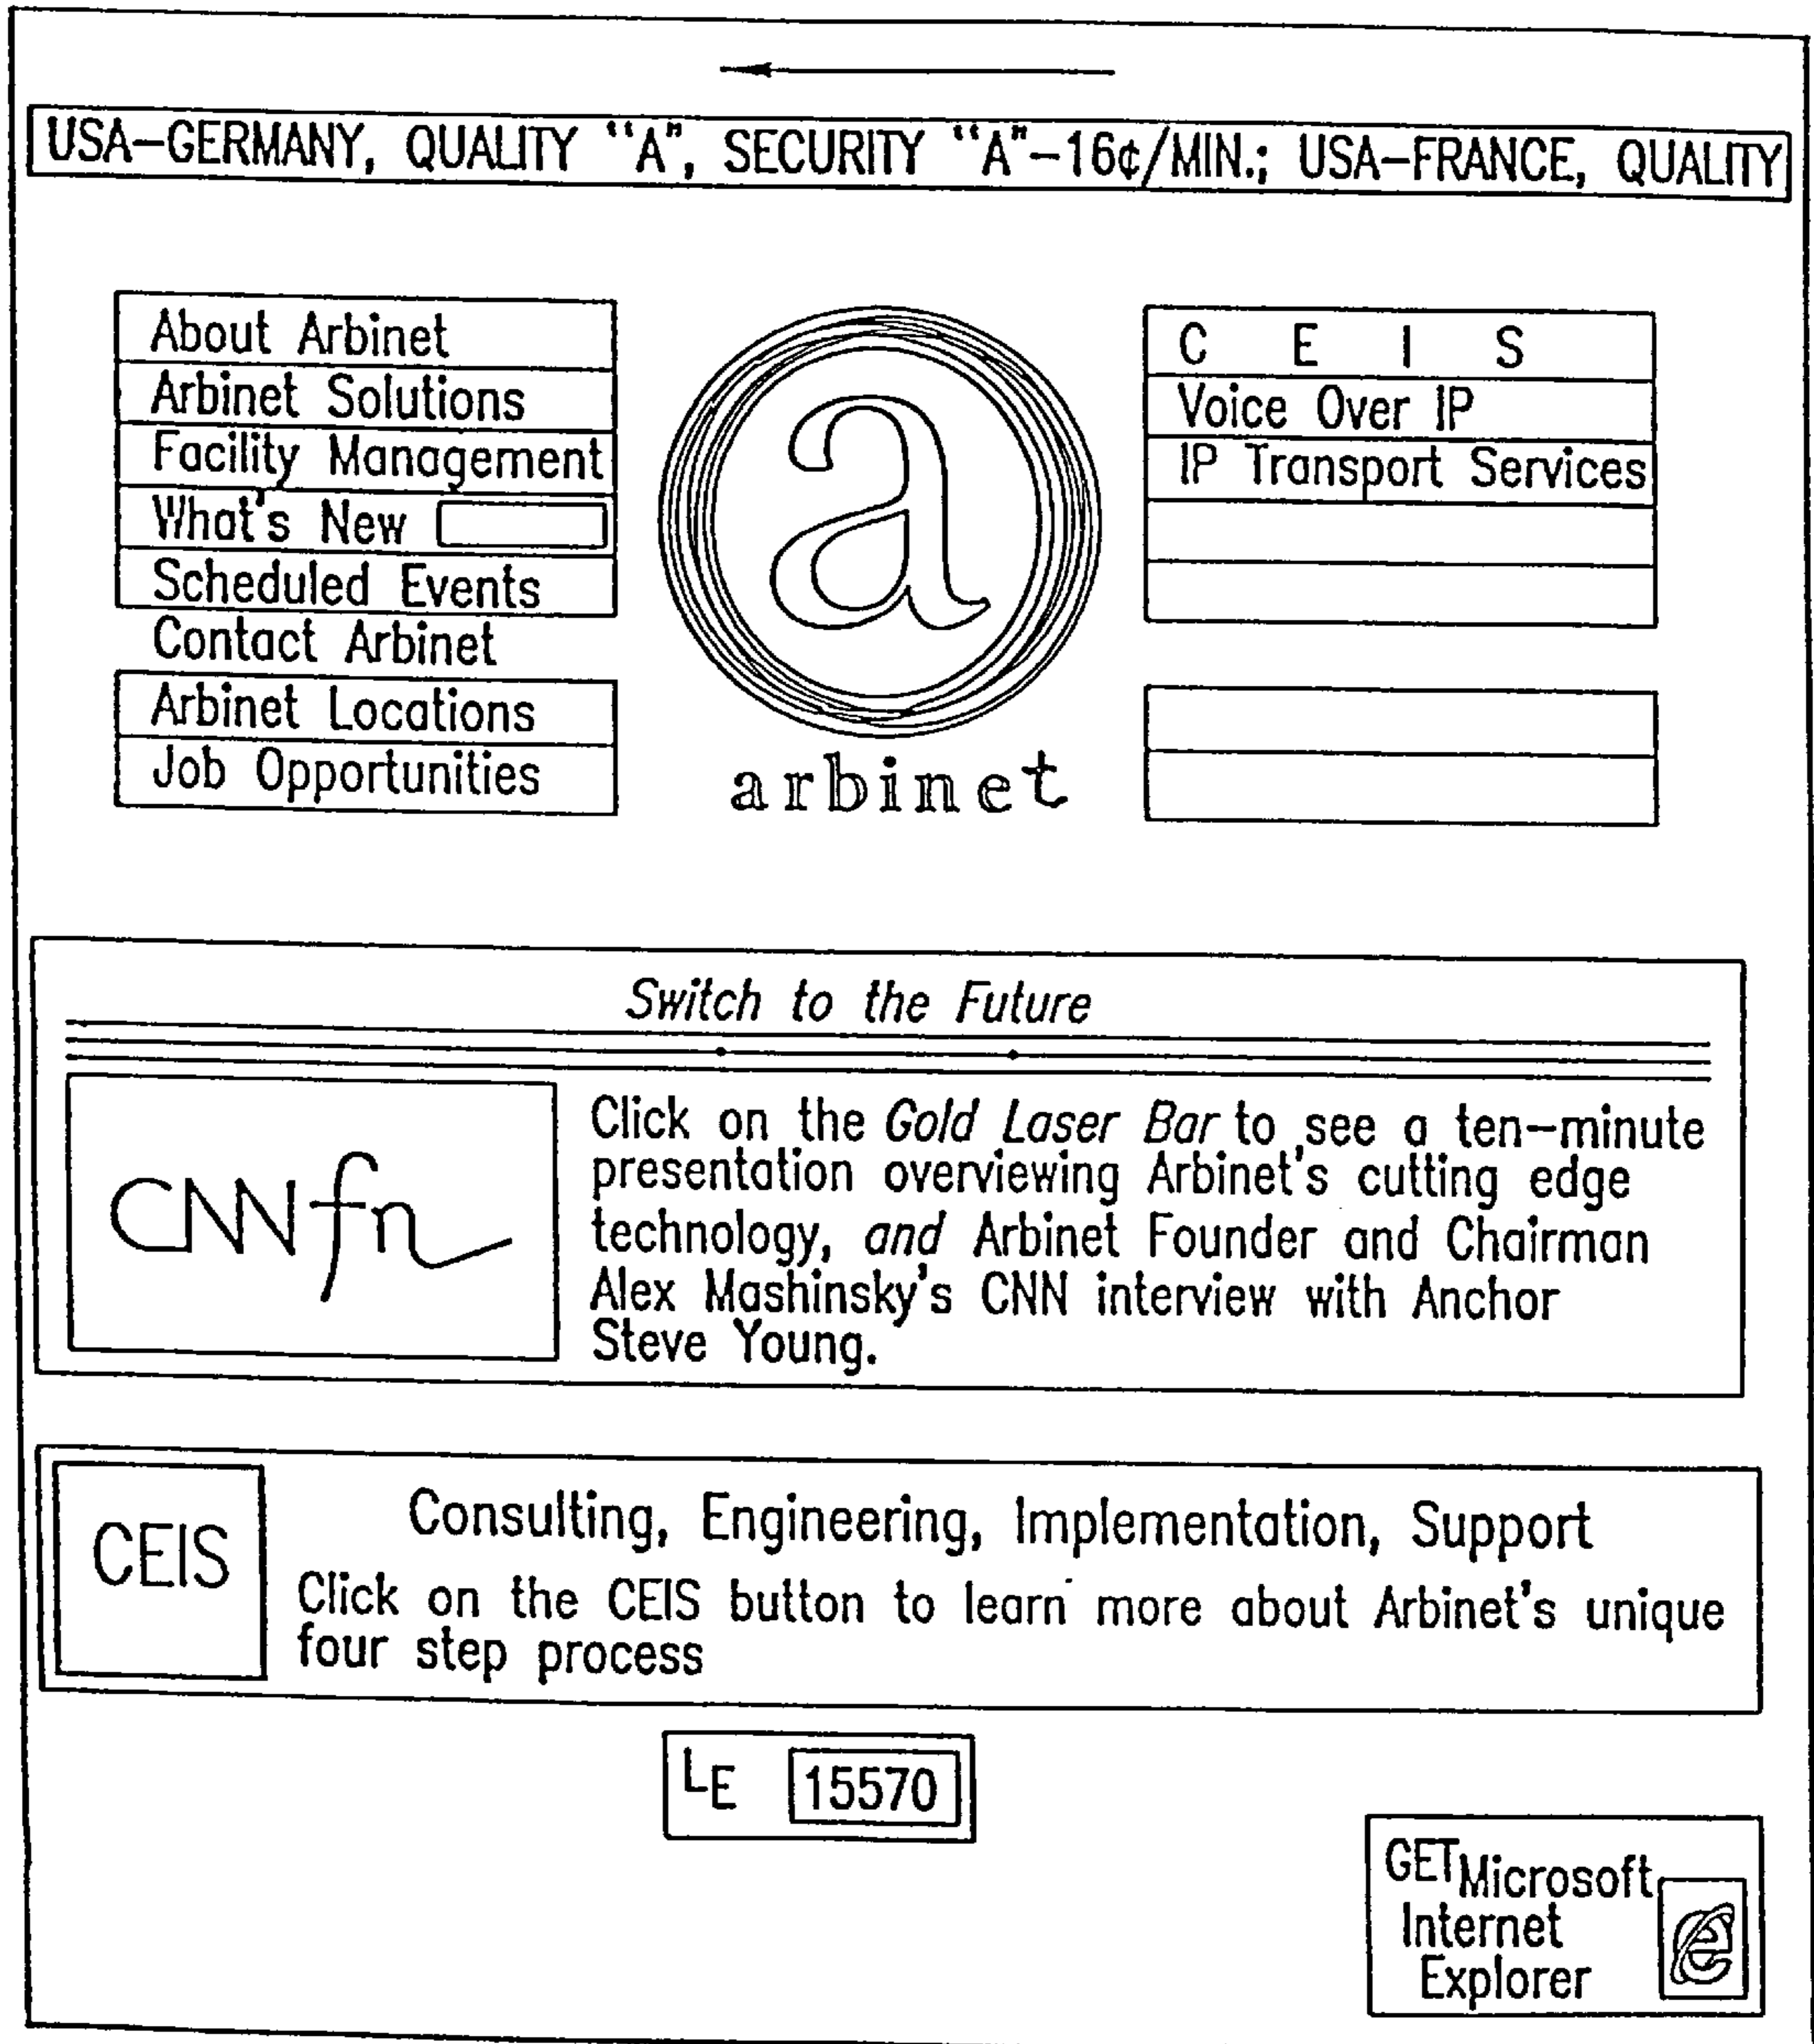 USA–GERMANY, QUALITY “A”, SECURITY “A”–16¢/MIN.; USA–FRANCE, QUALITY
About Arbinet
Arbinet Solutions
Facility Management
What's New
Scheduled Events
Contact Arbinet
Arbinet Locations
Job Opportunities
a
arbinet
C E I S
Voice Over IP
IP Transport Services
Switch to the Future
CNNfn
Click on the Gold Laser Bar to see a ten–minute
presentation overviewing Arbinet's cutting edge
technology, and Arbinet Founder and Chairman
Alex Mashinsky's CNN interview with Anchor
Steve Young.
CEIS
Consulting, Engineering, Implementation, Support
Click on the CEIS button to learn more about Arbinet's unique
four step process
LE 15570
GET Microsoft
Internet
Explorer
e